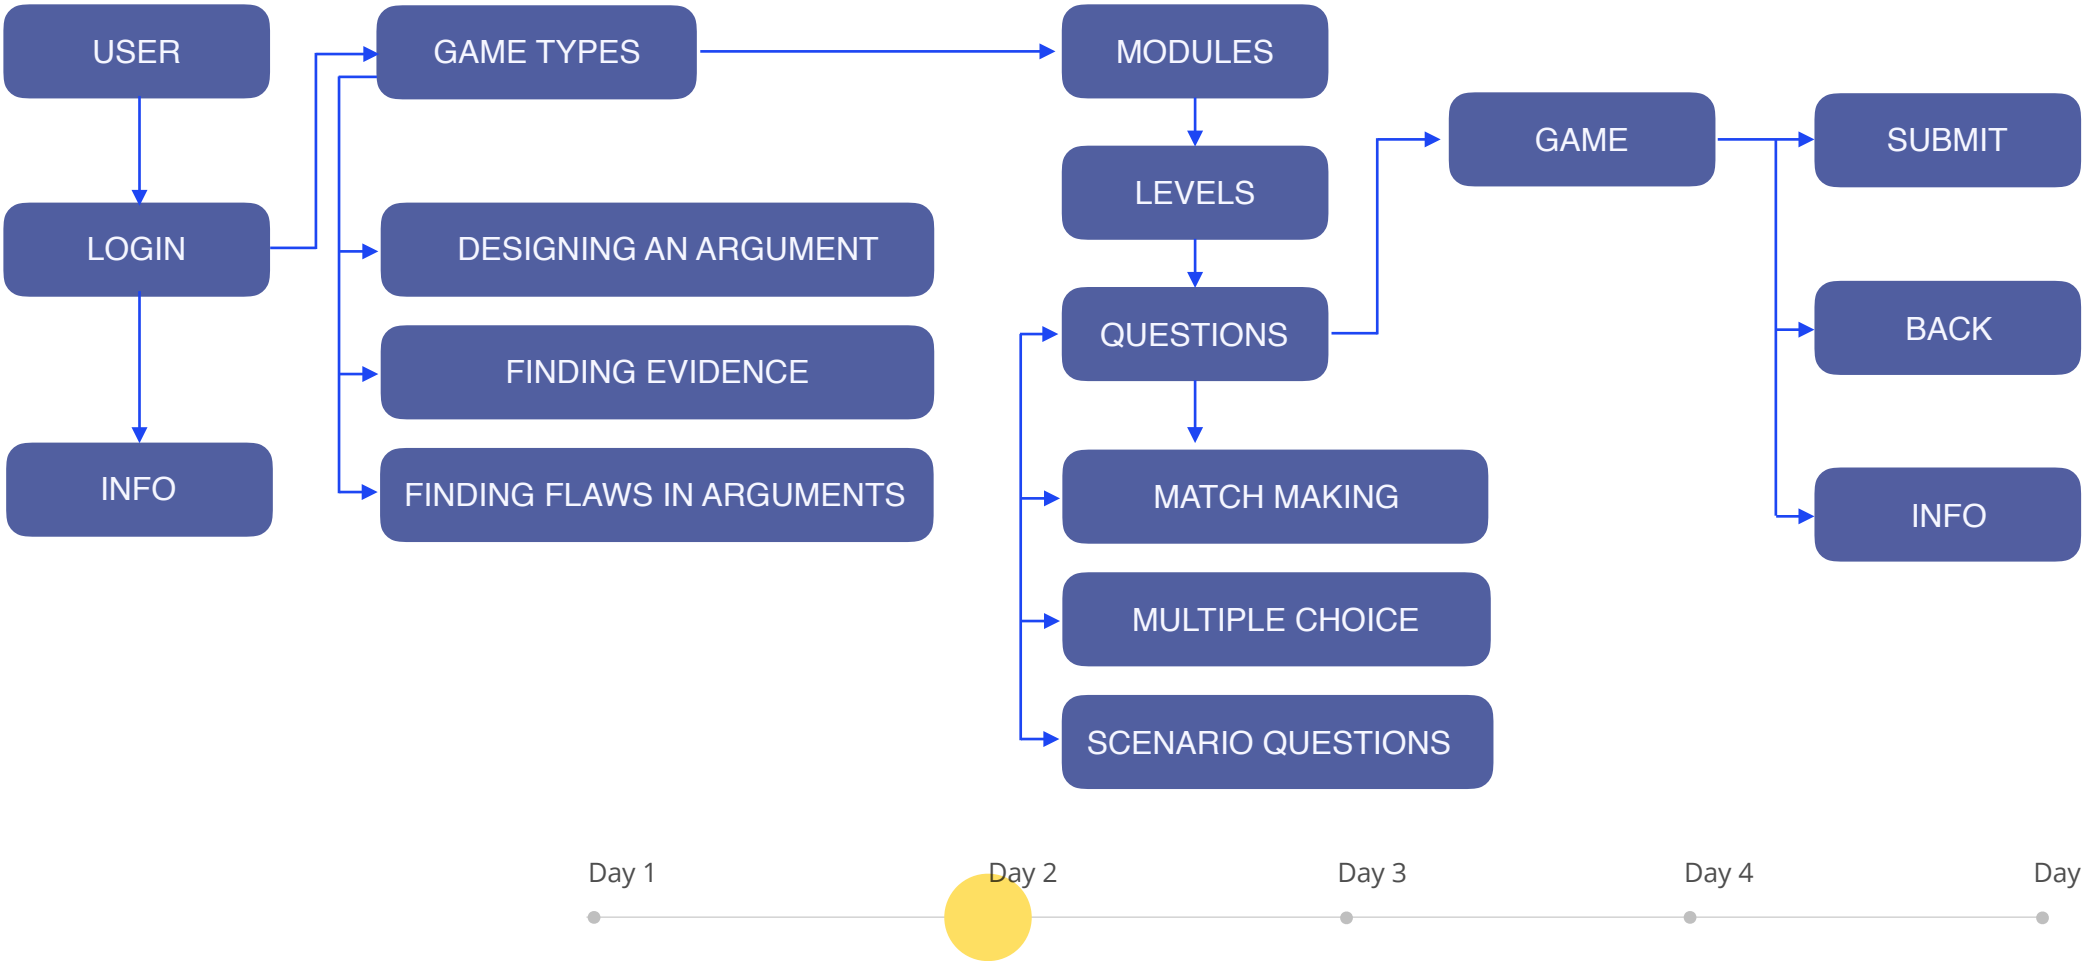 USER
LOGIN
INFO
GAME TYPES
DESIGNING AN ARGUMENT
FINDING EVIDENCE
FINDING FLAWS IN ARGUMENTS
MODULES
LEVELS
QUESTIONS
MATCH MAKING
MULTIPLE CHOICE
SCENARIO QUESTIONS
GAME
SUBMIT
BACK
INFO
Day 1
Day 2
Day 3
Day 4
Day